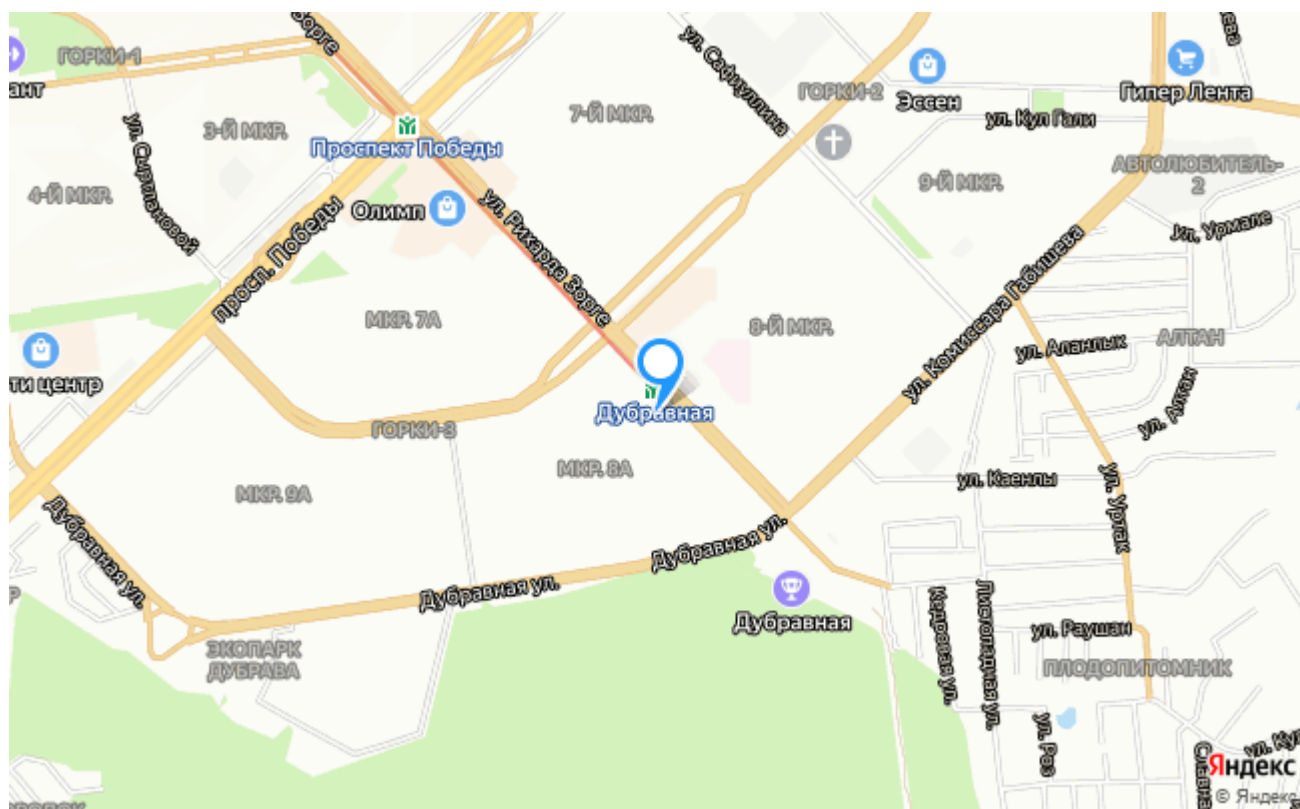 Зорге
ГОРКИ-1
ант
ул. Сыртлановой
3-Й МКР.
4-Й МКР.
Проспект Победы
Олимп
просп. Победы
7-Й МКР.
ул. Рихарда Зорге
ул. Сафиуллина
ГОРКИ-2
Эссен
Гипер Лента
ул. Кул Гали
АВТОЛЮБИТЕЛЬ-
2
9-Й МКР.
Ул. Урмале
МКР. 7А
8-Й МКР.
ул. Комиссара Габишева
ул. Аланлык
АЛТАН
ул. Алтан
ти центр
Дубравная
ГОРКИ-3
МКР. 8А
МКР. 9А
ул. Каенлы
ул. Уртак
Дубравная ул.
Дубравная ул.
Дубравная ул.
Дубравная
ЭКОПАРК
ДУБРАВА
Кедровая ул.
Листопадная ул.
ул. Раушан
ПЛОДОПИТОМНИК
ул. Роз
Яндекс
© Яндекс